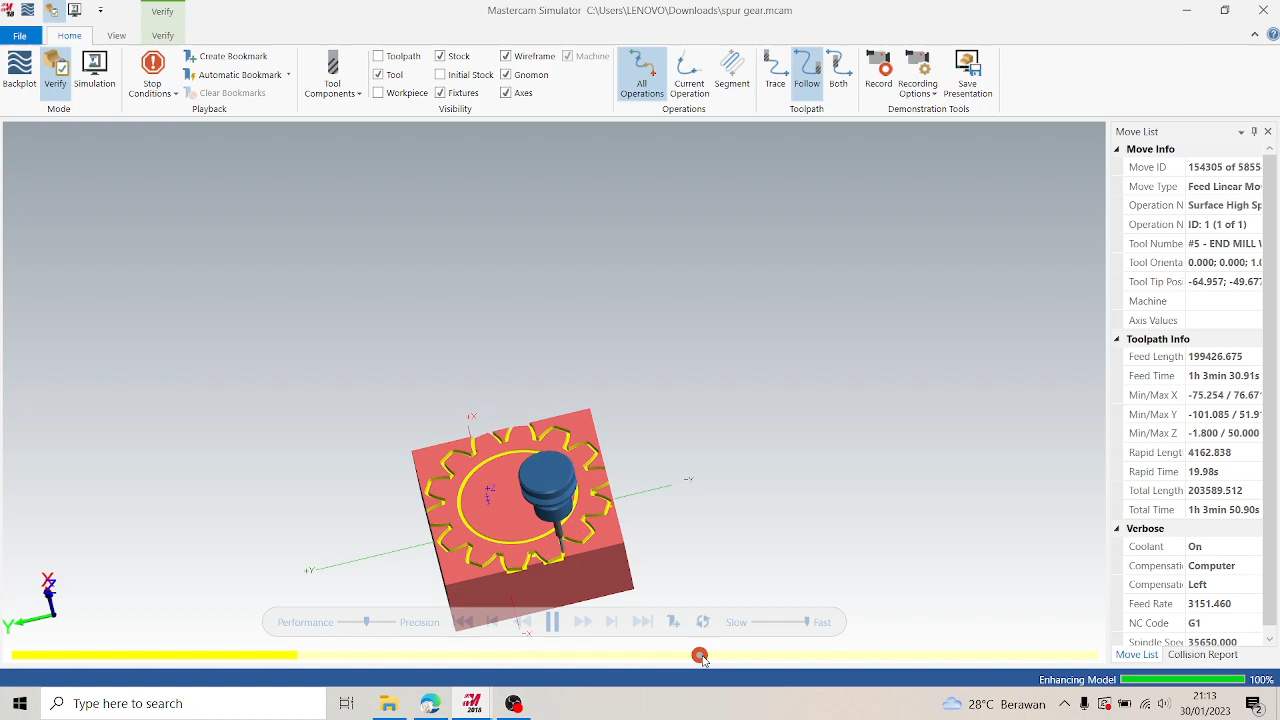 Verify
Mastercam Simulator C:\Users\LENOVO\Downloads\spur gear.mcam
File
Home
View
Verify
Backplot
Verify
Simulation
Mode
Stop Conditions
Create Bookmark
Automatic Bookmark
Clear Bookmarks
Playback
Tool Components
Toolpath
Tool
Workpiece
Stock
Initial Stock
Fixtures
Wireframe
Gnomon
Axes
Machine
Visibility
All Operations
Current Operation
Segment
Operations
Trace
Follow
Both
Toolpath
Record
Recording Options
Save Presentation
Demonstration Tools
+X
-Y
+Z
+Y
-X
X
Z
Y
Performance
Precision
Slow
Fast
Move List
Move Info
Move ID 154305 of 5855
Move Type Feed Linear Mo
Operation N Surface High Sp
Operation N ID: 1 (1 of 1)
Tool Number #5 - END MILL
Tool Orienta 0.000; 0.000; 1.0
Tool Tip Pos -64.957; -49.677
Machine
Axis Values
Toolpath Info
Feed Length 199426.675
Feed Time 1h 3min 30.91s
Min/Max X -75.254 / 76.67
Min/Max Y -101.085 / 51.9
Min/Max Z -1.800 / 50.000
Rapid Lengt 4162.838
Rapid Time 19.98s
Total Length 203589.512
Total Time 1h 3min 50.90s
Verbose
Coolant On
Compensati Computer
Compensati Left
Feed Rate 3151.460
NC Code G1
Spindle Spee 35650.000
Move List
Collision Report
Enhancing Model
100%
Type here to search
2018
28°C Berawan
21:13
30/01/2023
2